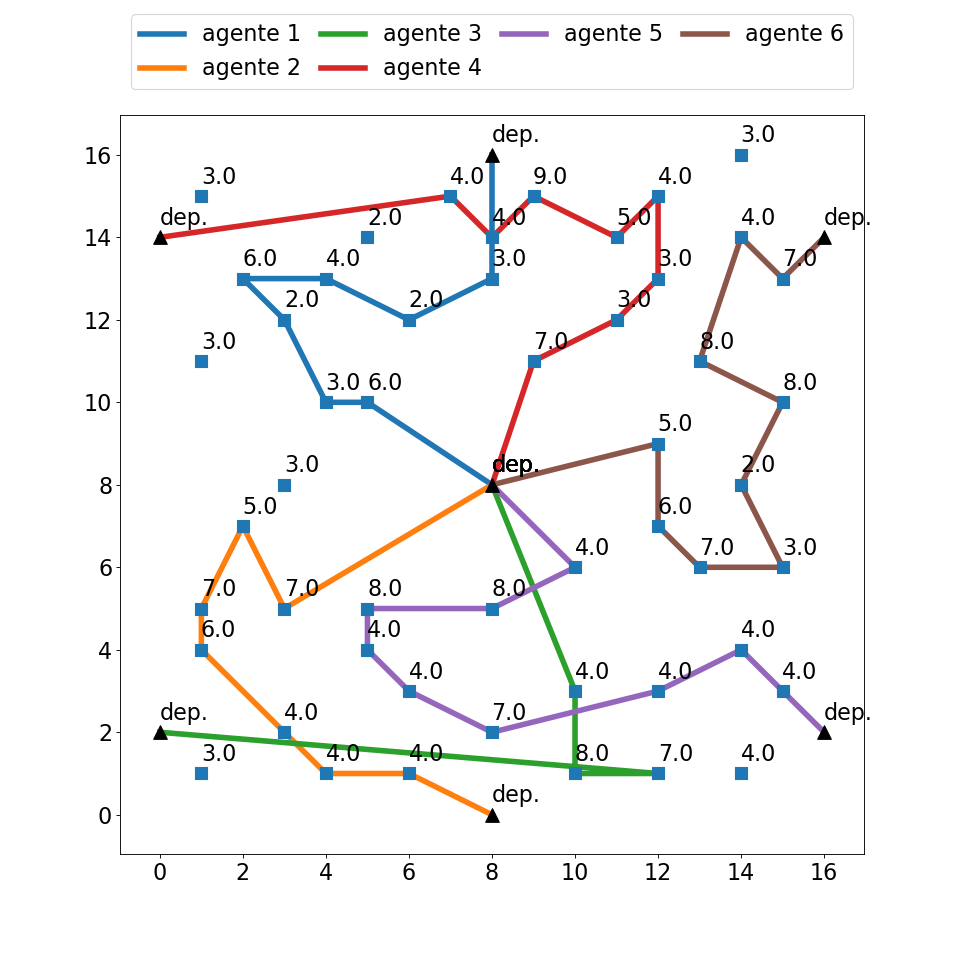 agente 1 agente 3 agente 5 agente 6
agente 2 agente 4
dep. 3.0
16
3.0 4.0 9.0 4.0
dep. 2.0 4.0 5.0 4.0 dep.
14
6.0 4.0 3.0 3.0 7.0
2.0 2.0 3.0
12
3.0 7.0 8.0
3.0 6.0 8.0
10
5.0
3.0 dep. 2.0
8
5.0 6.0
4.0 7.0 3.0
6
7.0 7.0 8.0 8.0
6.0 4.0 4.0
4
4.0 4.0 4.0 4.0
dep. 4.0 7.0 dep.
2
3.0 4.0 4.0 8.0 7.0 4.0
dep.
0
0 2 4 6 8 10 12 14 16